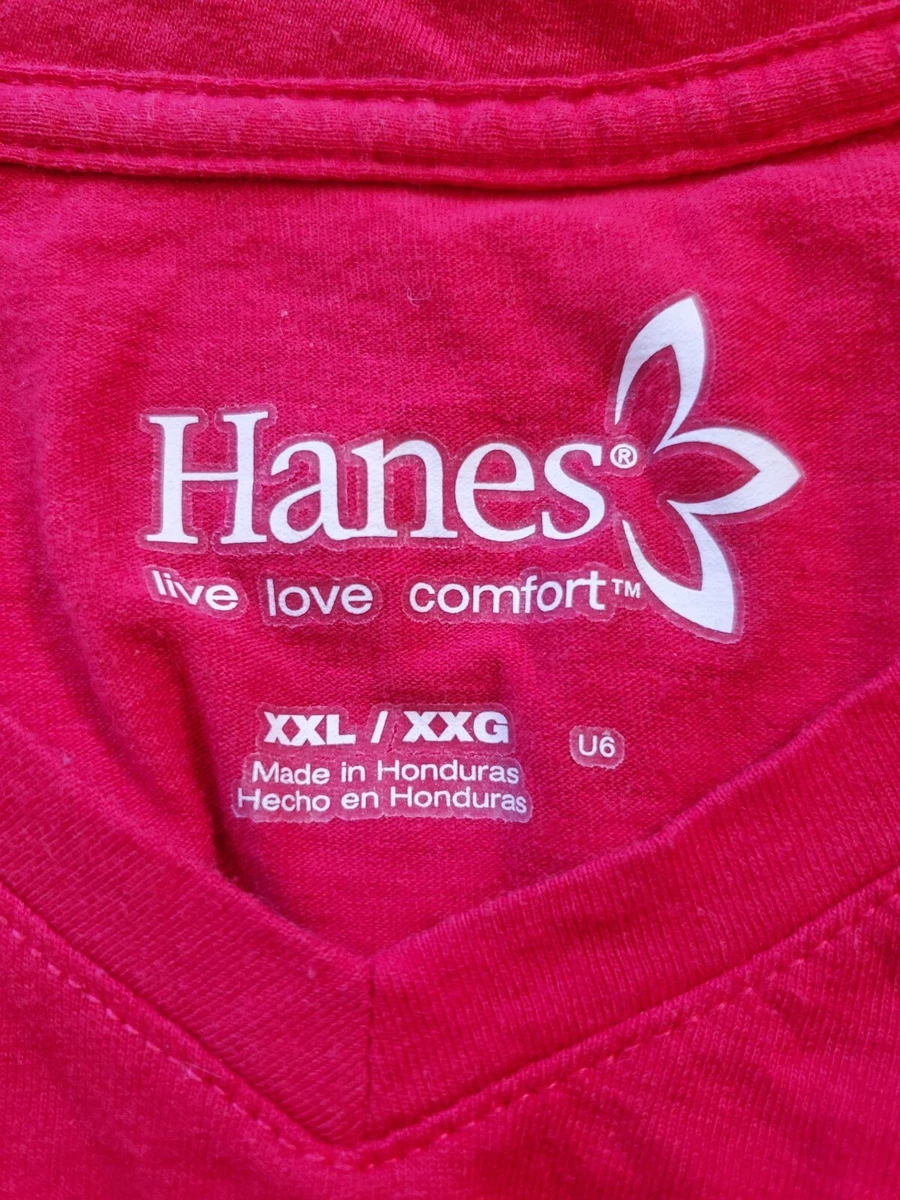 Hanes®
live love comfort™
XXL / XXG
U6
Made in Honduras
Hecho en Honduras